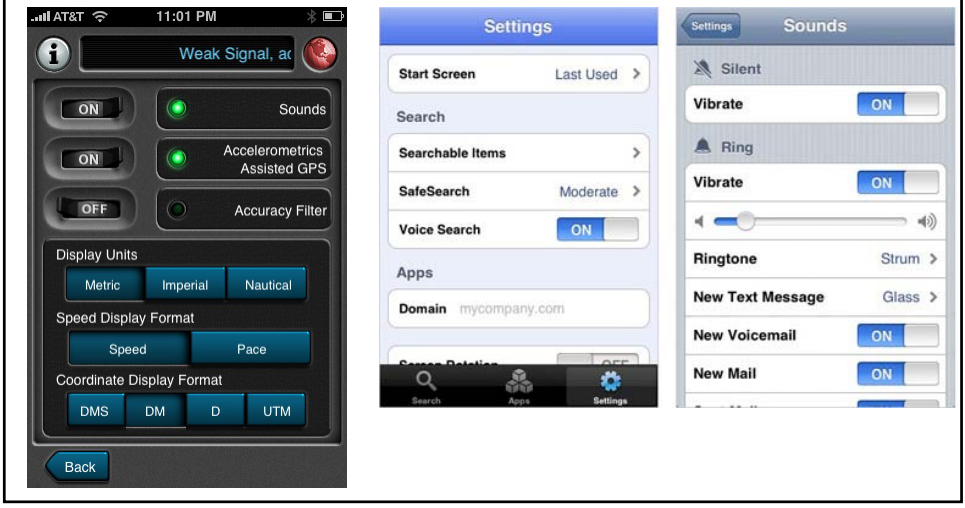 AT&T 11:01 PM
i Weak Signal, ac
ON Sounds
ON Accelerometrics
Assisted GPS
OFF Accuracy Filter
Display Units
Metric Imperial Nautical
Speed Display Format
Speed Pace
Coordinate Display Format
DMS DM D UTM
Back
Settings
Start Screen Last Used
Search
Searchable Items
SafeSearch Moderate
Voice Search ON
Apps
Domain mycompany.com
Screen Rotation OFF
Search Apps Settings
Settings Sounds
Silent
Vibrate ON
Ring
Vibrate ON
Ringtone Strum
New Text Message Glass
New Voicemail ON
New Mail ON